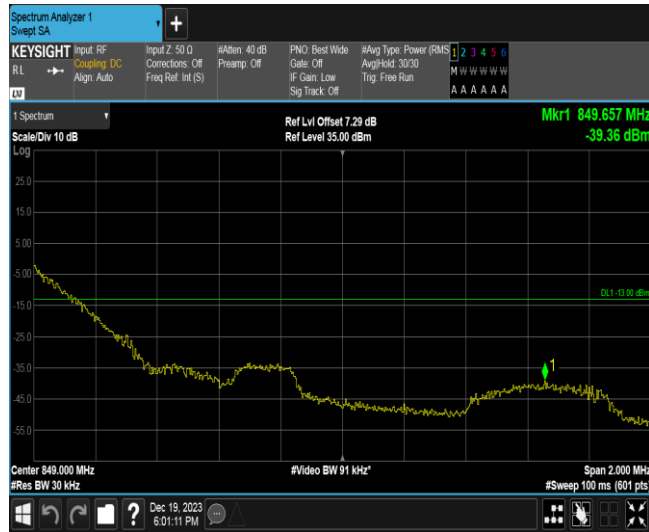 Spectrum Analyzer 1
Swept SA
+
KEYSIGHT Input: RF Input Z: 50 Ω #Atten: 40 dB PNO: Best Wide #Avg Type: Power (RMS 1 2 3 4 5 6
RL Coupling: DC Corrections: Off Preamp: Off Gate: Off Avg|Hold: 30/30 M W W W W W
Align: Auto Freq Ref: Int (S) IF Gain: Low Trig: Free Run
LXI Sig Track: Off A A A A A A
1 Spectrum Ref Lvl Offset 7.29 dB Mkr1 849.657 MHz
Scale/Div 10 dB Ref Level 35.00 dBm -39.36 dBm
Log
25.0
15.0
5.00
-5.00
DL1 -13.00 dBm
-15.0
-25.0
-35.0
1
-45.0
-55.0
Center 849.000 MHz #Video BW 91 kHz* Span 2.000 MHz
#Res BW 30 kHz #Sweep 100 ms (601 pts)
? Dec 19, 2023
6:01:11 PM